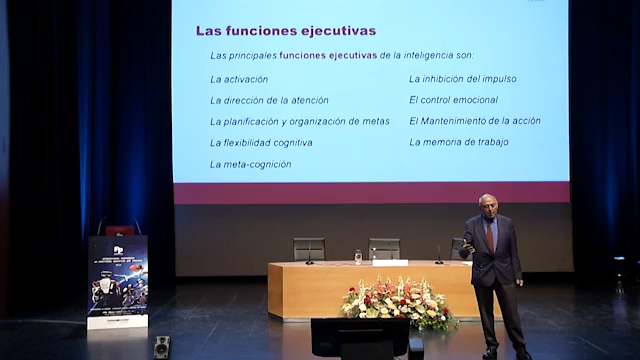 Las funciones ejecutivas
Las principales funciones ejecutivas de la inteligencia son:
La activación
La dirección de la atención
La planificación y organización de metas
La flexibilidad cognitiva
La meta-cognición
La inhibición del impulso
El control emocional
El Mantenimiento de la acción
La memoria de trabajo